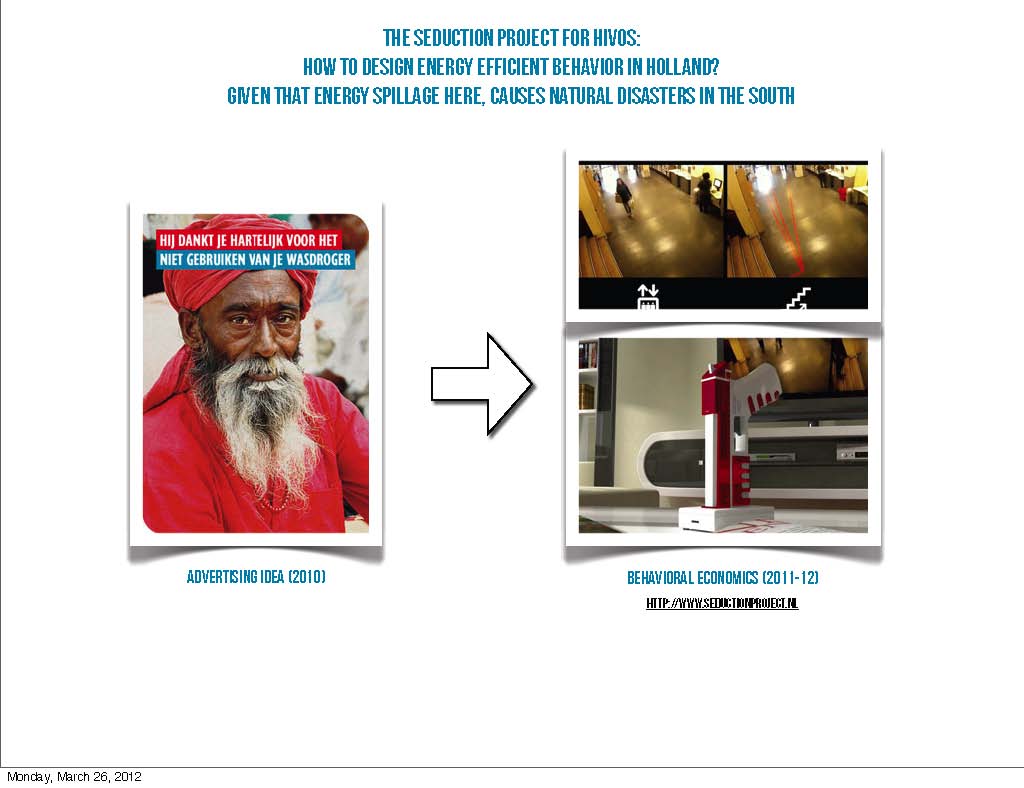 THE SEDUCTION PROJECT FOR HIVOS:
HOW TO DESIGN ENERGY EFFICIENT BEHAVIOR IN HOLLAND?
GIVEN THAT ENERGY SPILLAGE HERE, CAUSES NATURAL DISASTERS IN THE SOUTH
HIJ DANKT JE HARTELIJK VOOR HET
NIET GEBRUIKEN VAN JE WASDROGER
ADVERTISING IDEA (2010)
BEHAVIORAL ECONOMICS (2011-12)
HTTP://WWW.SEDUCTIONPROJECT.NL
Monday, March 26, 2012